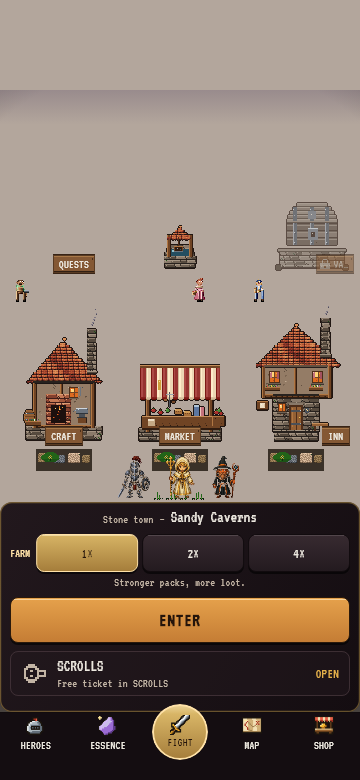 QUESTS
CRAFT
MARKET
INN
Stone town - Sandy Caverns
FARM
1X
2X
4X
Stronger packs, more loot.
ENTER
SCROLLS
Free ticket in SCROLLS
OPEN
HEROES
ESSENCE
FIGHT
MAP
SHOP